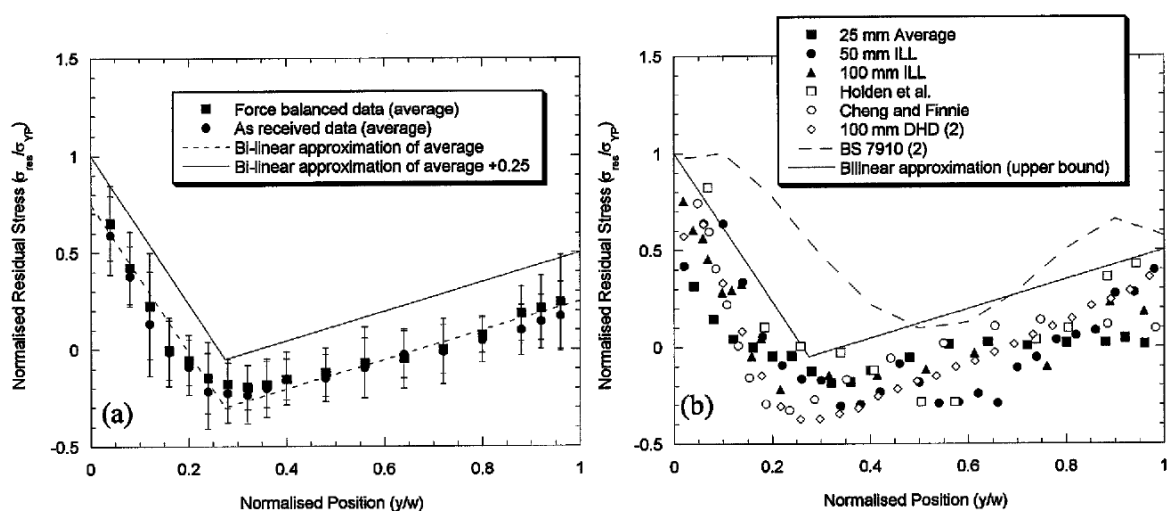 1.5
1
0.5
0
-0.5
Normalised Residual Stress (σres/σYP)
Force balanced data (average)
As received data (average)
Bi-linear approximation of average
Bi-linear approximation of average +0.25
(a)
0 0.2 0.4 0.6 0.8 1
Normalised Position (y/w)
25 mm Average
50 mm ILL
100 mm ILL
Holden et al.
Cheng and Finnie
100 mm DHD (2)
BS 7910 (2)
Bilinear approximation (upper bound)
1.5
1
0.5
0
-0.5
Normalised Residual Stress (σres/σYP)
(b)
0 0.2 0.4 0.6 0.8 1
Normalised Position (y/w)